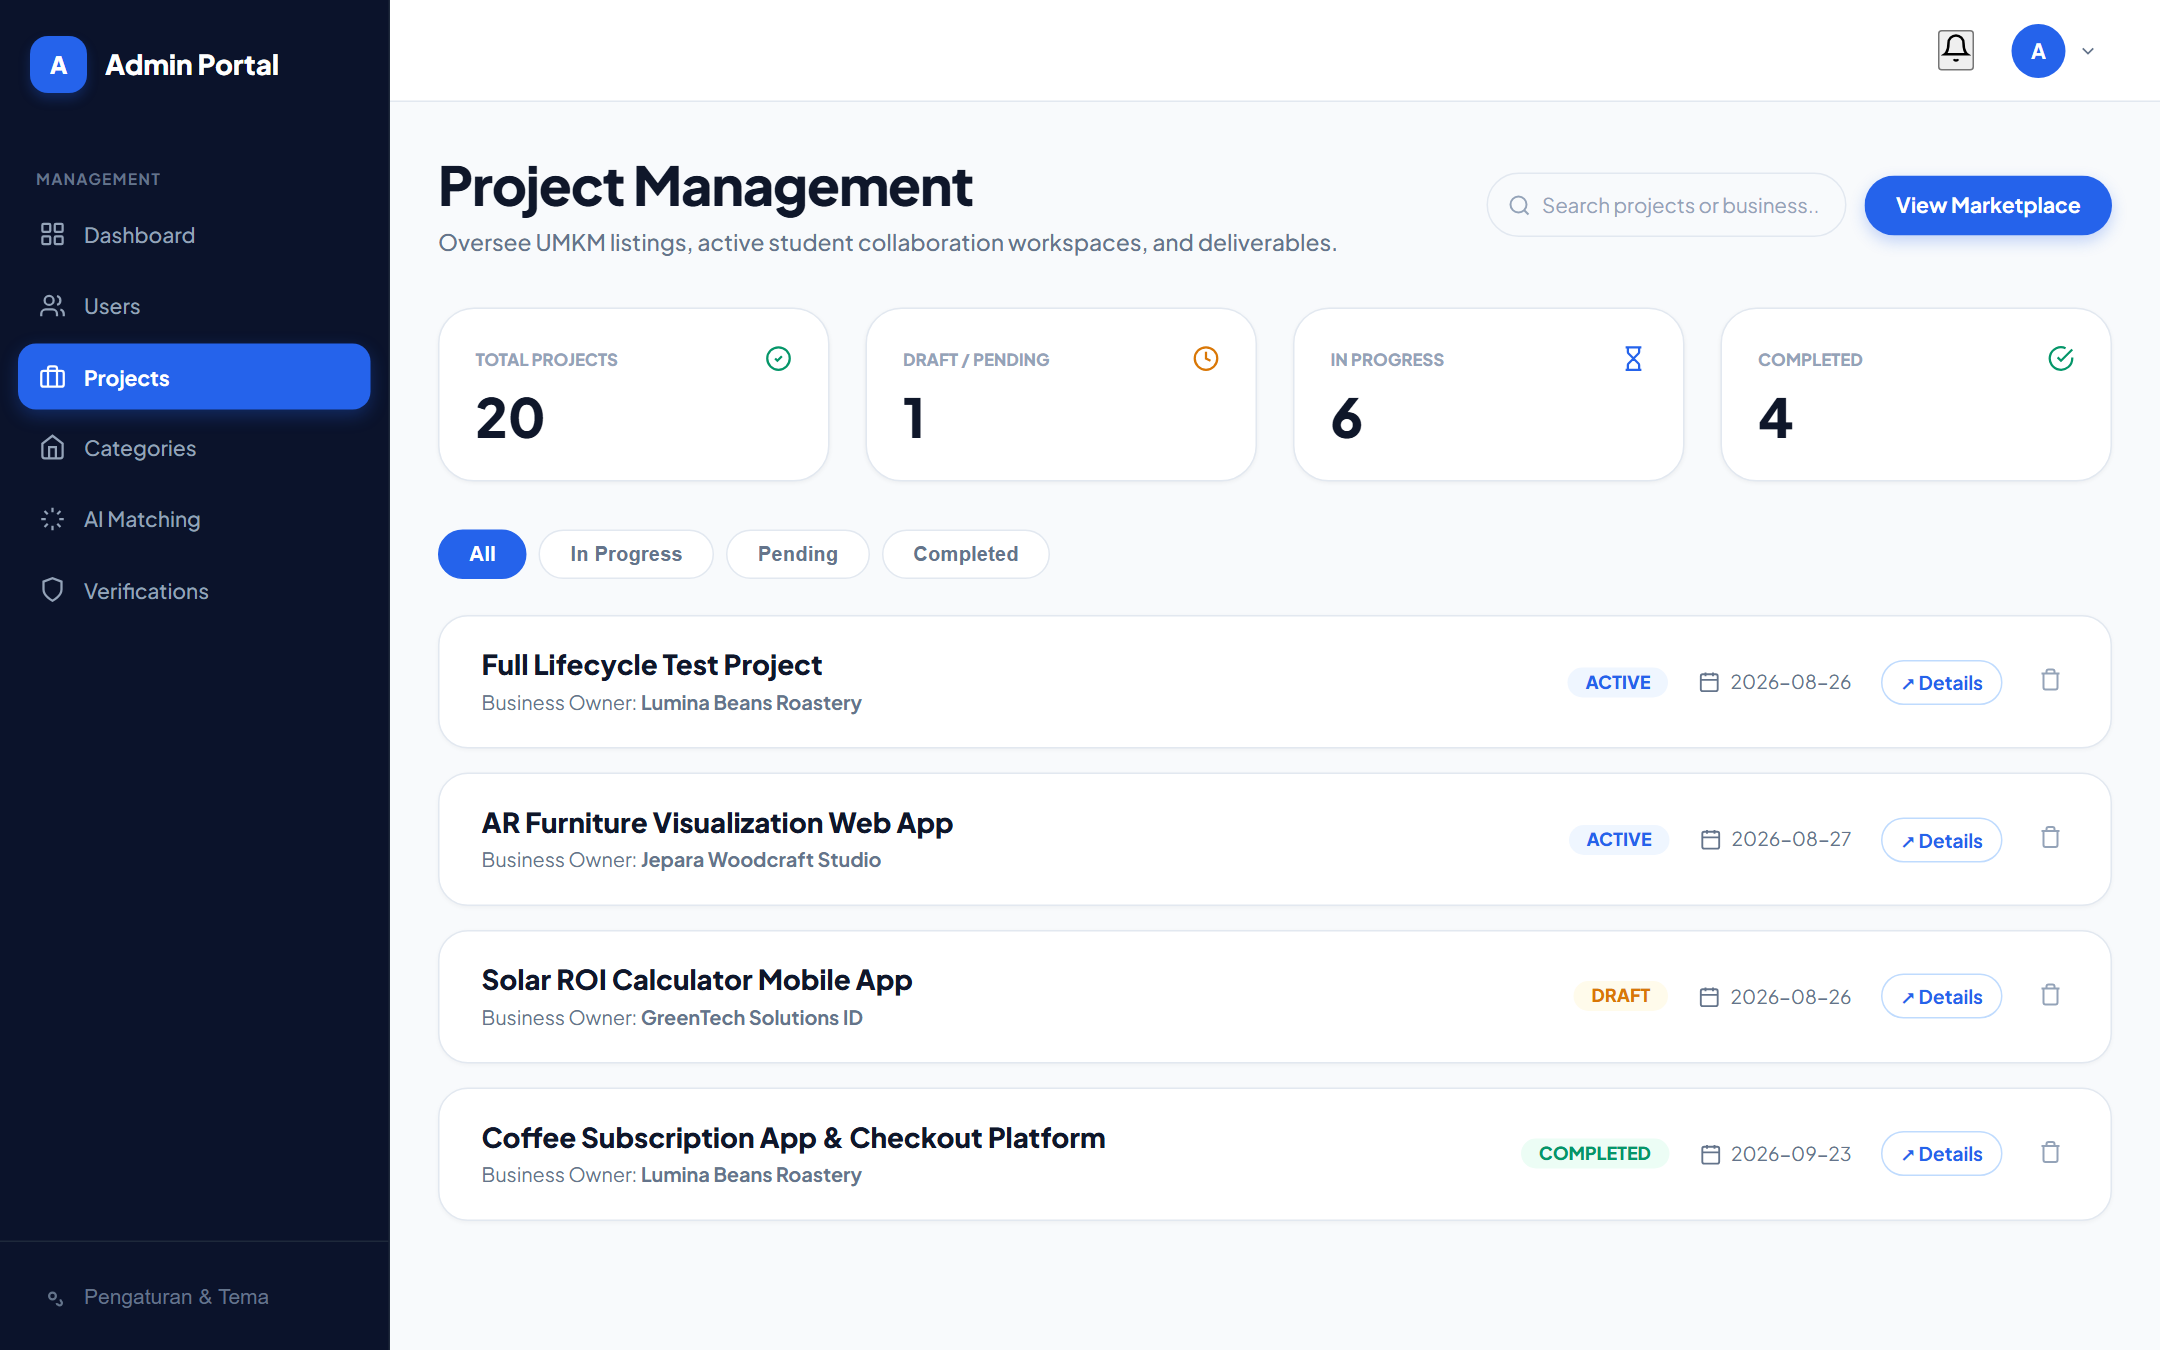 A
Admin Portal
A
MANAGEMENT
Dashboard
Users
Projects
Categories
AI Matching
Verifications
Pengaturan & Tema
Project Management
Oversee UMKM listings, active student collaboration workspaces, and deliverables.
Search projects or business..
View Marketplace
TOTAL PROJECTS
20
DRAFT / PENDING
1
IN PROGRESS
6
COMPLETED
4
All
In Progress
Pending
Completed
Full Lifecycle Test Project
Business Owner: Lumina Beans Roastery
ACTIVE
2026-08-26
↗ Details
AR Furniture Visualization Web App
Business Owner: Jepara Woodcraft Studio
ACTIVE
2026-08-27
↗ Details
Solar ROI Calculator Mobile App
Business Owner: GreenTech Solutions ID
DRAFT
2026-08-26
↗ Details
Coffee Subscription App & Checkout Platform
Business Owner: Lumina Beans Roastery
COMPLETED
2026-09-23
↗ Details